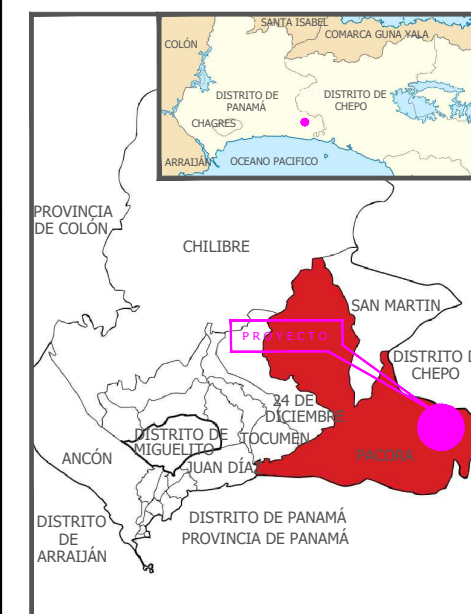 SANTA ISABEL
COMARCA GUNA YALA
COLÓN
DISTRITO DE
PANAMÁ
DISTRITO DE
CHEPO
CHAGRES
ARRAIJÁN
OCEANO PACIFICO
PROVINCIA
DE COLÓN
CHILIBRE
SAN MARTIN
PROYECTO
DISTRITO D
CHEPO
24 DE
DICIEMBRE
DISTRITO DE
MIGUELITO
TOCUMEN
ANCÓN
JUAN DÍAZ
PACORA
DISTRITO
DE
ARRAIJÁN
DISTRITO DE PANAMÁ
PROVINCIA DE PANAMÁ